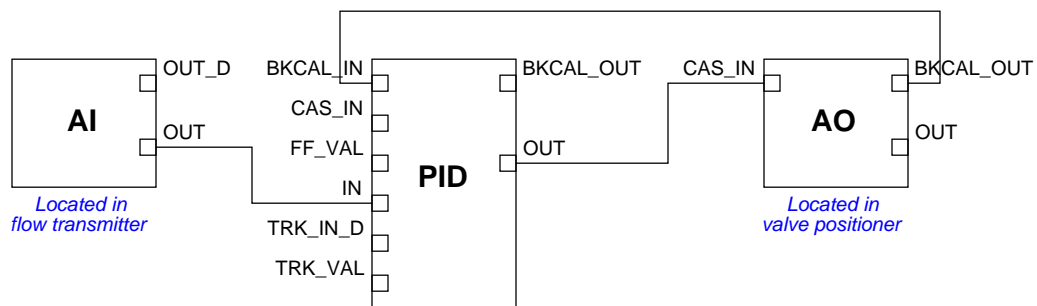 AI
OUT_D
OUT
Located in
flow transmitter
BKCAL_IN
CAS_IN
FF_VAL
IN
TRK_IN_D
TRK_VAL
PID
BKCAL_OUT
OUT
CAS_IN
AO
BKCAL_OUT
OUT
Located in
valve positioner